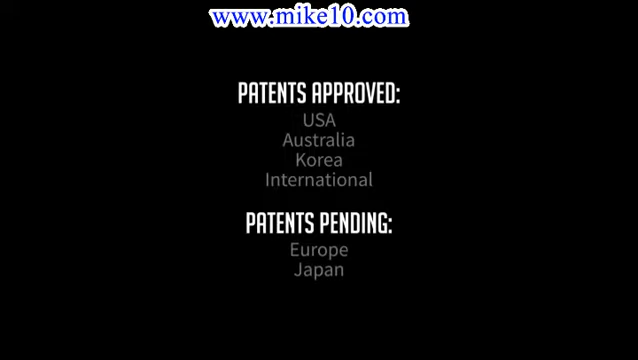 www.mike10.com
PATENTS APPROVED:
USA
Australia
Korea
International
PATENTS PENDING:
Europe
Japan